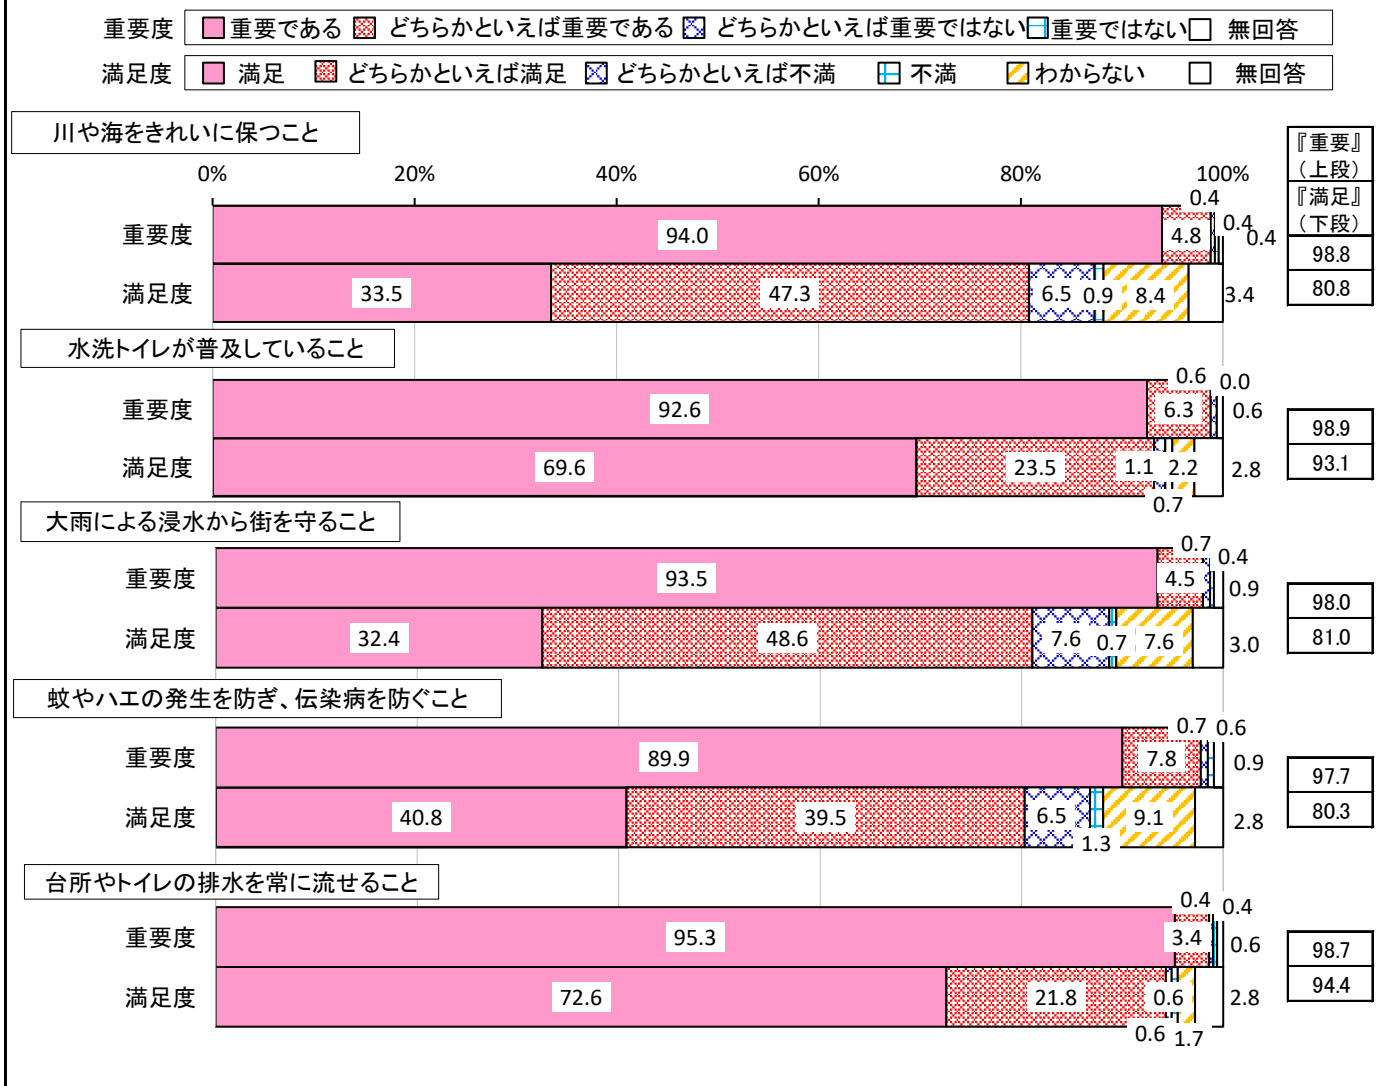 重要度 重要である どちらかといえば重要である どちらかといえば重要ではない 重要ではない 無回答
満足度 満足 どちらかといえば満足 どちらかといえば不満 不満 わからない 無回答
川や海をきれいに保つこと
『重要』
（上段）
『満足』
（下段）
0% 20% 40% 60% 80% 100%
重要度 94.0 4.8 0.4 0.4 0.4 98.8
満足度 33.5 47.3 6.5 0.9 8.4 3.4 80.8
水洗トイレが普及していること
重要度 92.6 6.3 0.6 0.0 0.6 98.9
満足度 69.6 23.5 1.1 0.7 2.2 2.8 93.1
大雨による浸水から街を守ること
重要度 93.5 4.5 0.7 0.4 0.9 98.0
満足度 32.4 48.6 7.6 0.7 7.6 3.0 81.0
蚊やハエの発生を防ぎ、伝染病を防ぐこと
重要度 89.9 7.8 0.7 0.6 0.9 97.7
満足度 40.8 39.5 6.5 1.3 9.1 2.8 80.3
台所やトイレの排水を常に流せること
重要度 95.3 3.4 0.4 0.4 0.6 98.7
満足度 72.6 21.8 0.6 0.6 1.7 2.8 94.4